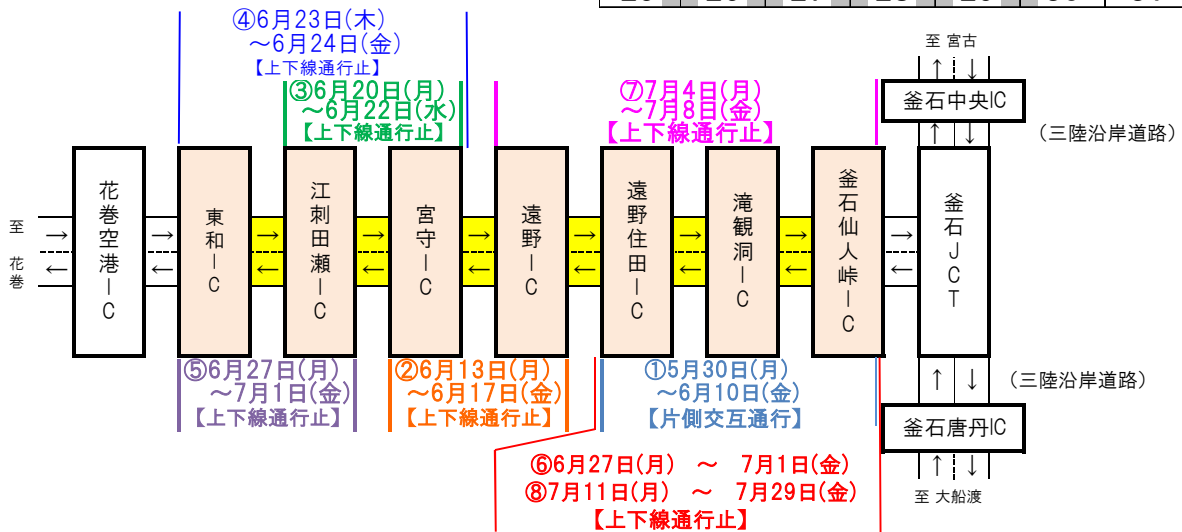 ④6月23日(木)
～6月24日(金)
【上下線通行止】
③6月20日(月)
～6月22日(水)
【上下線通行止】
⑦7月4日(月)
～7月8日(金)
【上下線通行止】
至 宮古
↑ ↓
釜石中央IC
↑ ↓
（三陸沿岸道路）
至 花巻
→
←
花巻空港IC
→
←
東和IC
→
←
江刺田瀬IC
→
←
宮守IC
→
←
遠野IC
→
←
遠野住田IC
→
←
滝観洞IC
→
←
釜石仙人峠IC
→
←
釜石JCT
⑤6月27日(月)
～7月1日(金)
【上下線通行止】
②6月13日(月)
～6月17日(金)
【上下線通行止】
①5月30日(月)
～6月10日(金)
【片側交互通行】
↑ ↓
（三陸沿岸道路）
釜石唐丹IC
↑ ↓
至 大船渡
⑥6月27日(月) ～ 7月1日(金)
⑧7月11日(月) ～ 7月29日(金)
【上下線通行止】